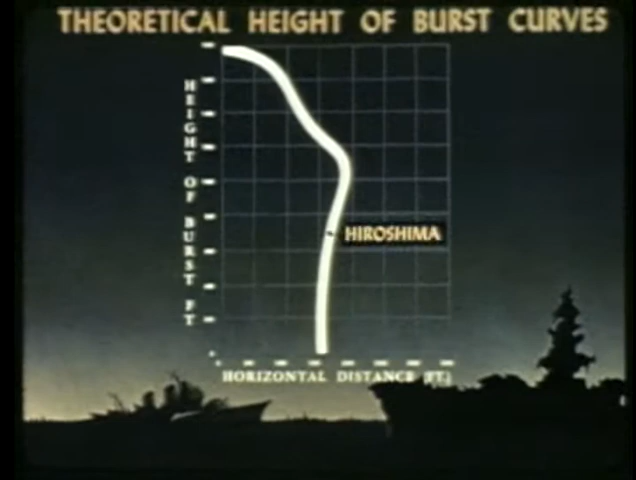 THEORETICAL HEIGHT OF BURST CURVES
HEIGHT OF BURST FT
HIROSHIMA
HORIZONTAL DISTANCE (FT.)